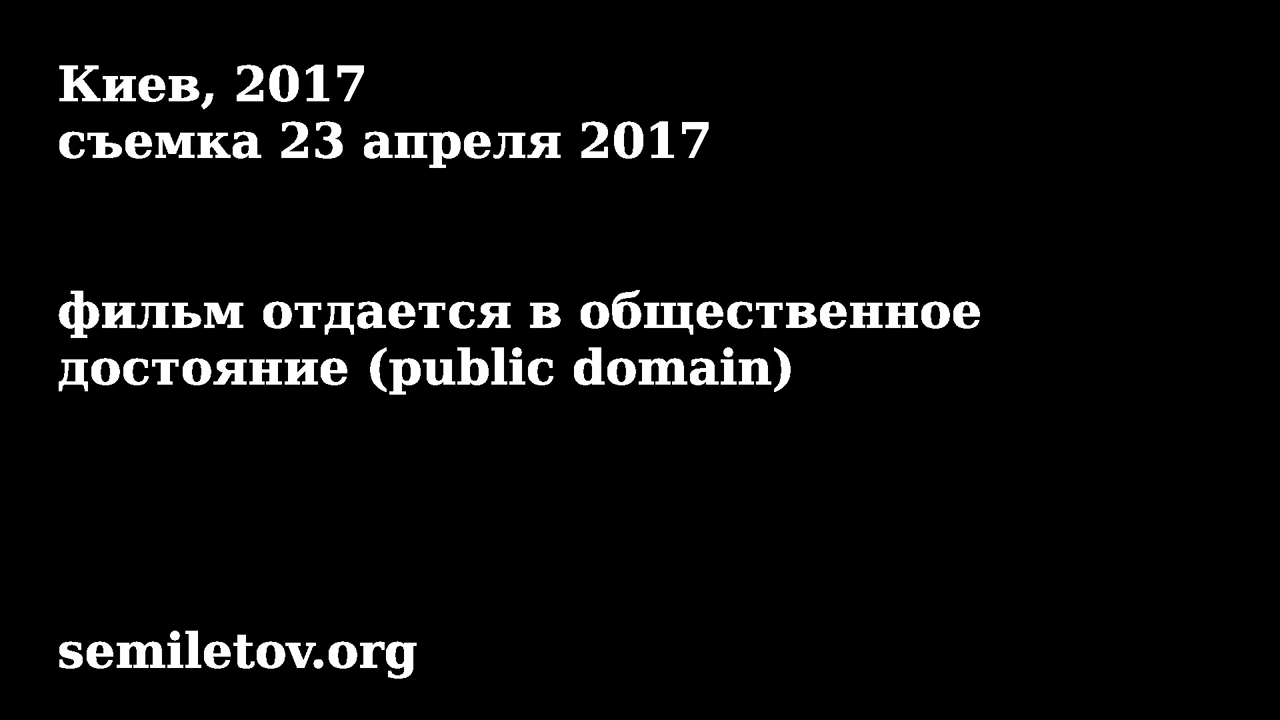 Киев, 2017
съемка 23 апреля 2017
фильм отдается в общественное
достояние (public domain)
semiletov.org